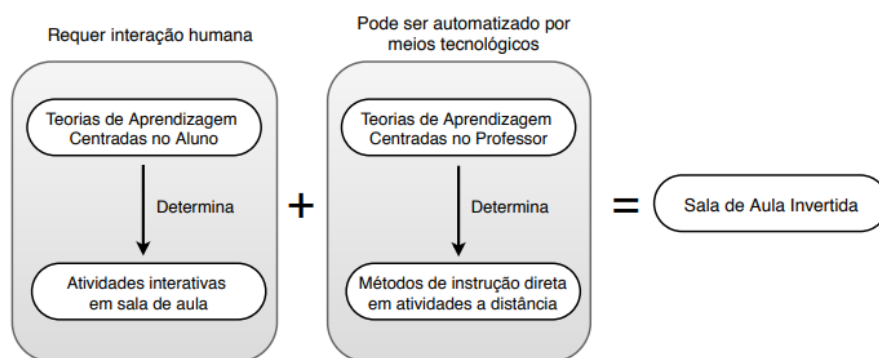 Requer interação humana
Pode ser automatizado por
meios tecnológicos
Teorias de Aprendizagem
Centradas no Aluno
Determina
Atividades interativas
em sala de aula
+
Teorias de Aprendizagem
Centradas no Professor
Determina
Métodos de instrução direta
em atividades a distância
=
Sala de Aula Invertida